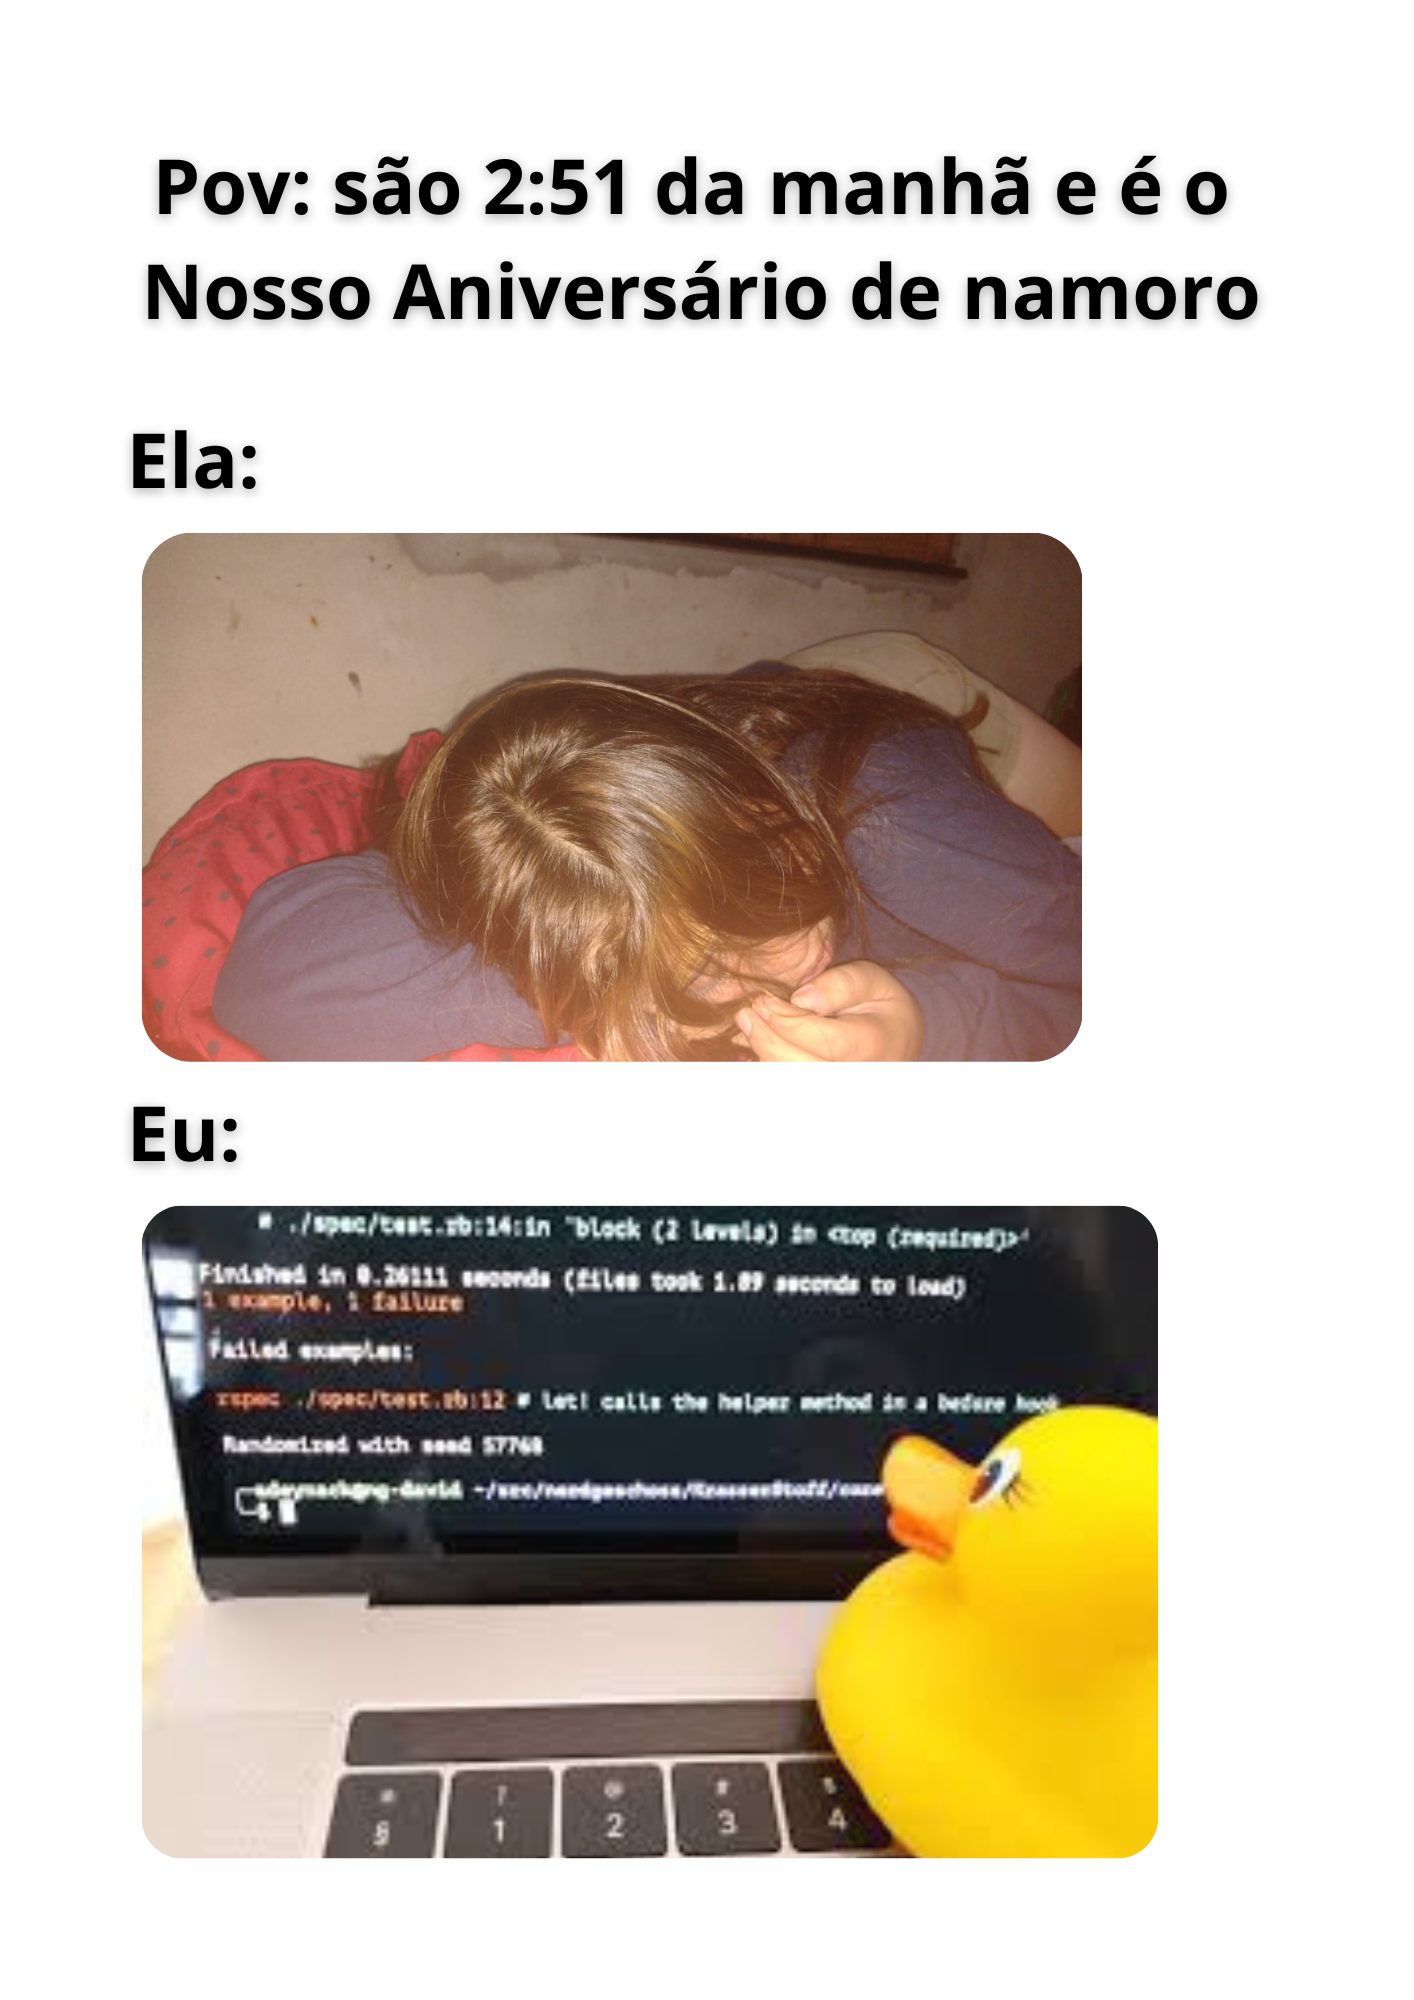 Pov: são 2:51 da manhã e é o
Nosso Aniversário de namoro
Ela:
Eu:
# ./spec/test.rb:14:in `block (2 levels) in <top (required)>'
Finished in 0.26111 seconds (files took 1.89 seconds to load)
1 example, 1 failure
Failed examples:
rspec ./spec/test.rb:12 # let! calls the helper method in a before hook
Randomized with seed 57768
~/src/nerdgeschoss/
§ 1 2 3 4